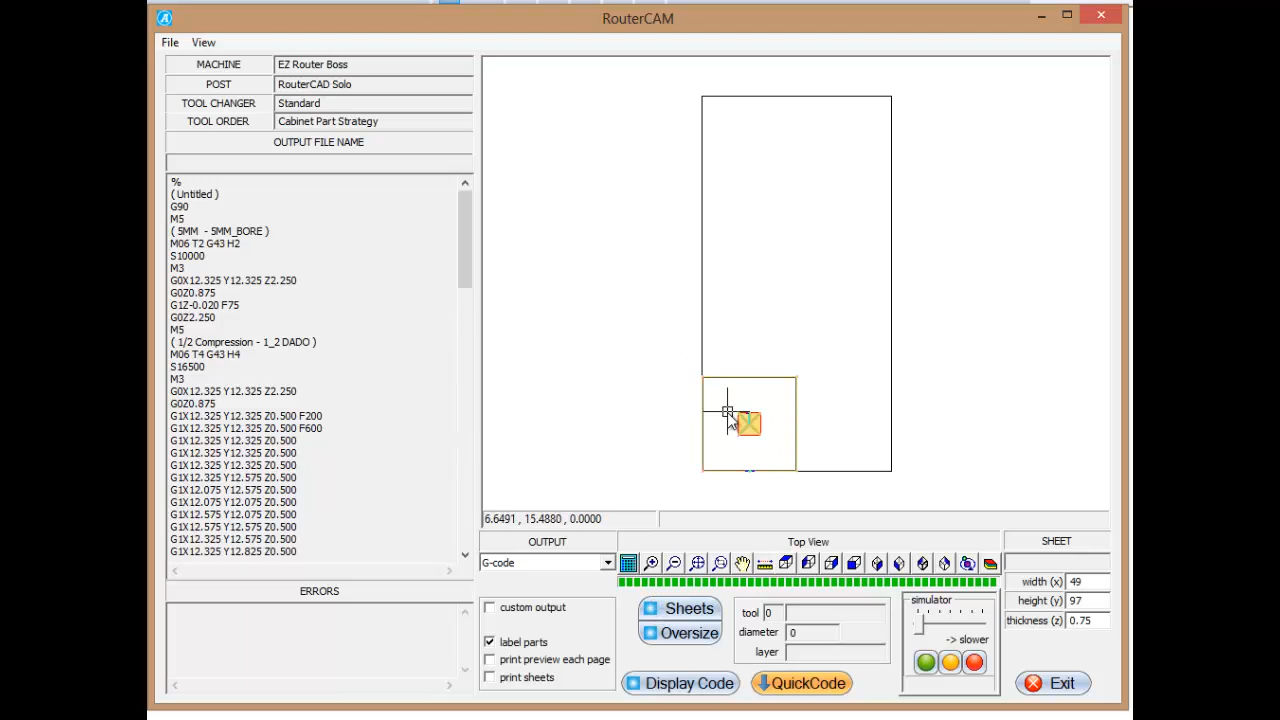 RouterCAM
File View
MACHINE EZ Router Boss
POST RouterCAD Solo
TOOL CHANGER Standard
TOOL ORDER Cabinet Part Strategy
OUTPUT FILE NAME
%
( Untitled )
G90
M5
( 5MM - 5MM_BORE )
M06 T2 G43 H2
S10000
M3
G0X12.325 Y12.325 Z2.250
G0Z0.875
G1Z-0.020 F75
G0Z2.250
M5
( 1/2 Compression - 1_2 DADO )
M06 T4 G43 H4
S16500
M3
G0X12.325 Y12.325 Z2.250
G0Z0.875
G1X12.325 Y12.325 Z0.500 F200
G1X12.325 Y12.325 Z0.500 F600
G1X12.325 Y12.325 Z0.500
G1X12.325 Y12.325 Z0.500
G1X12.325 Y12.325 Z0.500
G1X12.325 Y12.575 Z0.500
G1X12.075 Y12.575 Z0.500
G1X12.075 Y12.075 Z0.500
G1X12.575 Y12.075 Z0.500
G1X12.575 Y12.575 Z0.500
G1X12.325 Y12.575 Z0.500
G1X12.325 Y12.825 Z0.500
ERRORS
6.6491 , 15.4880 , 0.0000
OUTPUT
G-code
Top View
SHEET
width (x) 49
height (y) 97
thickness (z) 0.75
custom output
label parts
print preview each page
print sheets
Sheets
Oversize
Display Code
QuickCode
tool 0
diameter 0
layer
simulator
-> slower
Exit